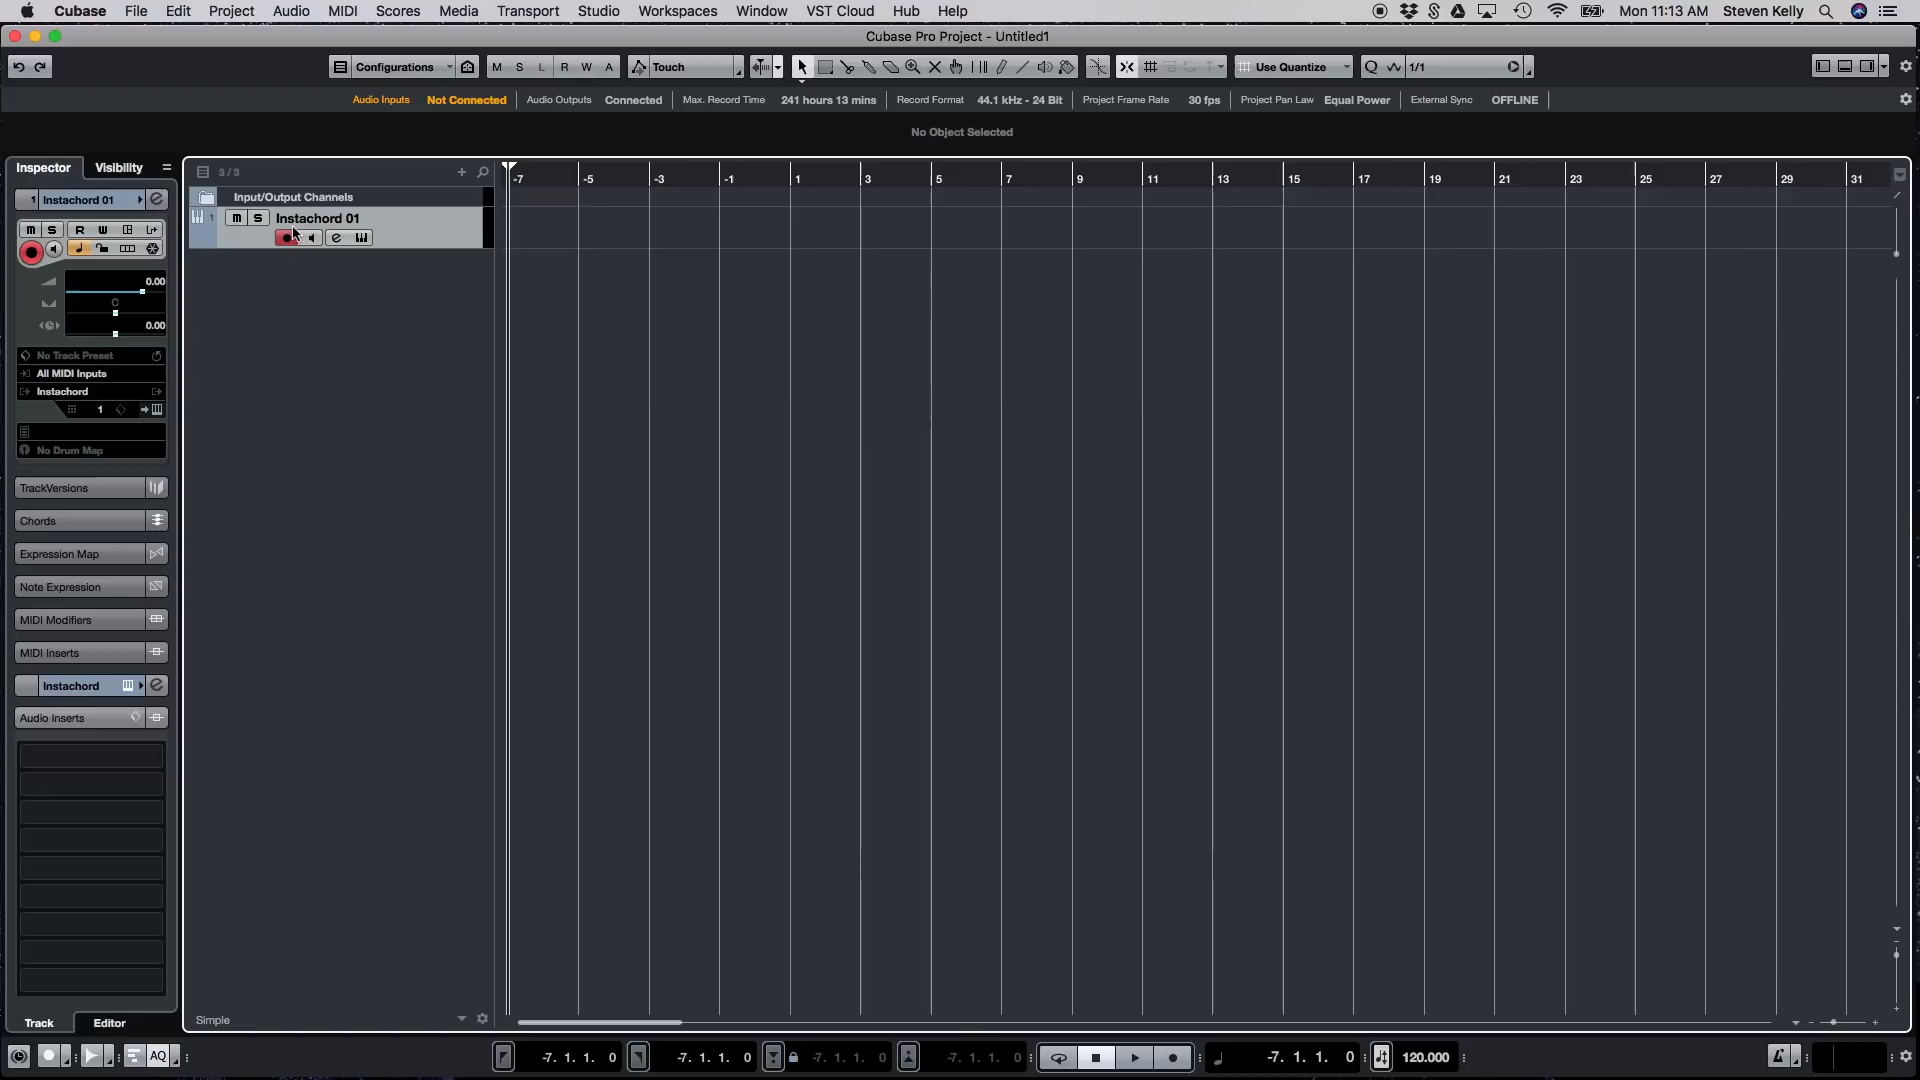 Cubase File Edit Project Audio MIDI Scores Media Transport Studio Workspaces Window VST Cloud Hub Help Mon 11:13 AM Steven Kelly
Cubase Pro Project - Untitled1
Configurations M S L R W A Touch Use Quantize Q 1/1
Audio Inputs Not Connected Audio Outputs Connected Max. Record Time 241 hours 13 mins Record Format 44.1 kHz - 24 Bit Project Frame Rate 30 fps Project Pan Law Equal Power External Sync OFFLINE
No Object Selected
Inspector Visibility 3 / 3
-7 -5 -3 -1 1 3 5 7 9 11 13 15 17 19 21 23 25 27 29 31
1 Instachord 01 e Input/Output Channels
1 m S Instachord 01
M S R W
e
0.00
C
0.00
No Track Preset
All MIDI Inputs
Instachord
1
No Drum Map
TrackVersions
Chords
Expression Map
Note Expression
MIDI Modifiers
MIDI Inserts
Instachord e
Audio Inserts
Simple
Track Editor
AQ -7. 1. 1. 0 -7. 1. 1. 0 -7. 1. 1. 0 -7. 1. 1. 0 -7. 1. 1. 0 120.000